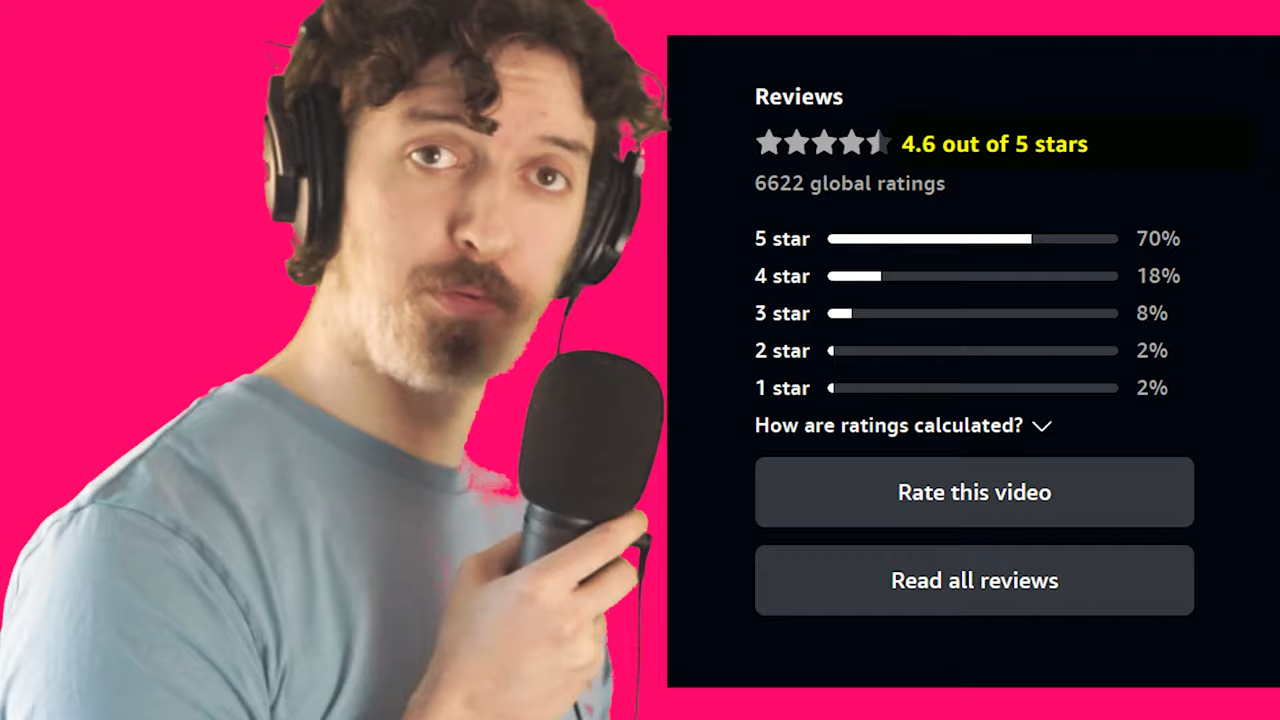 Reviews
4.6 out of 5 stars
6622 global ratings
5 star 70%
4 star 18%
3 star 8%
2 star 2%
1 star 2%
How are ratings calculated?
Rate this video
Read all reviews